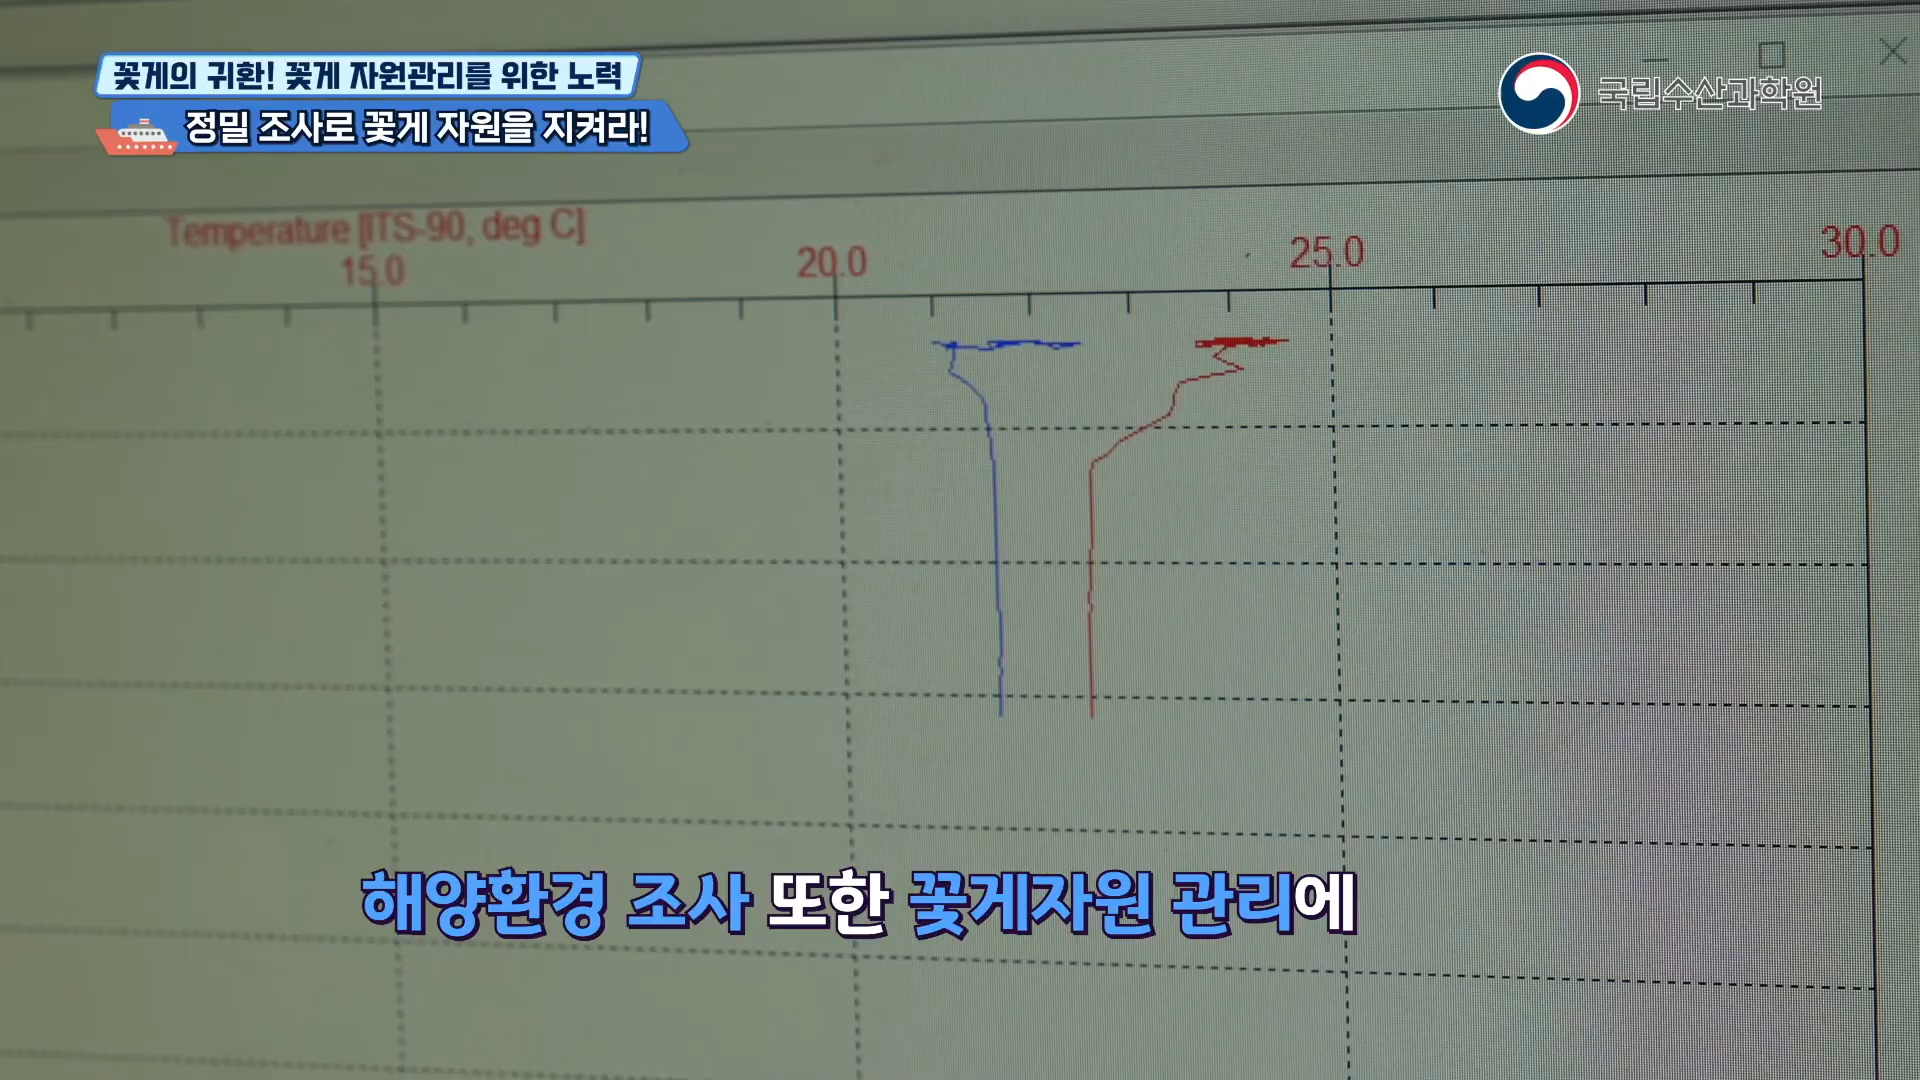 꽃게의 귀환! 꽃게 자원관리를 위한 노력
정밀 조사로 꽃게 자원을 지켜라!
국립수산과학원
Temperature [ITS-90, deg C]
15.0
20.0
25.0
30.0
해양환경 조사 또한 꽃게자원 관리에